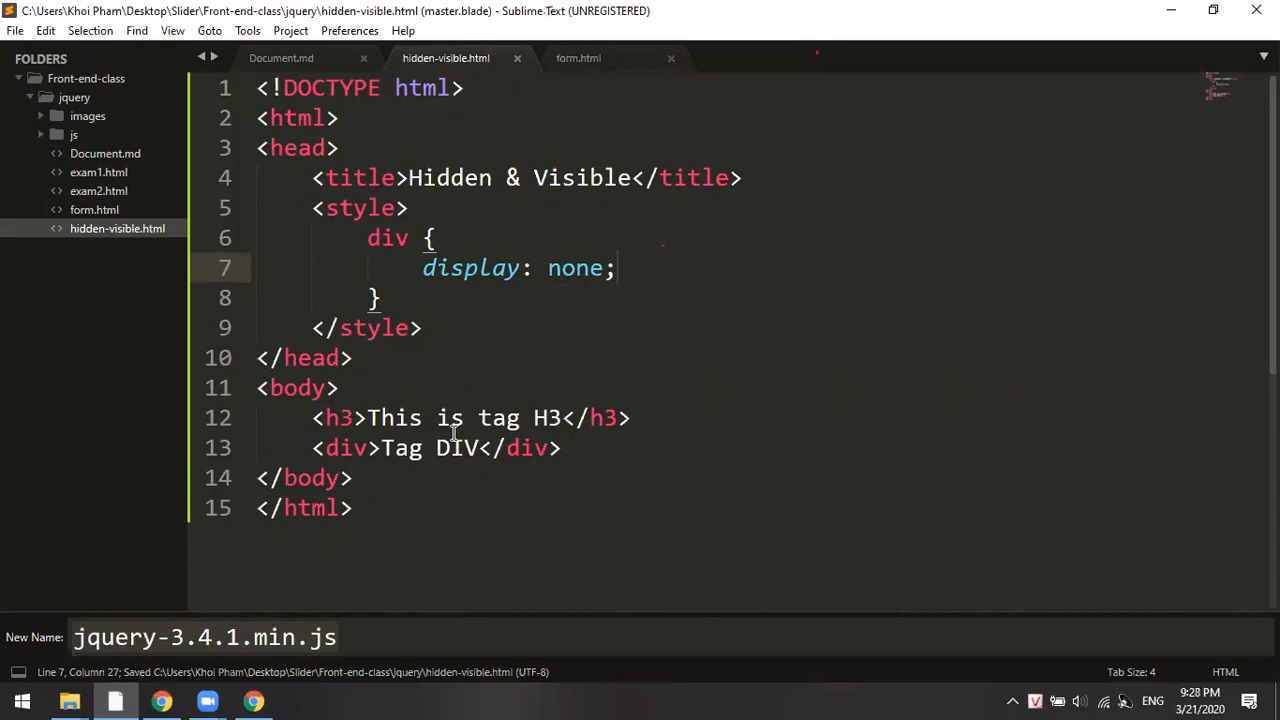 C:\Users\Khoi Pham\Desktop\Slider\Front-end-class\jquery\hidden-visible.html (master.blade) - Sublime Text (UNREGISTERED)
File Edit Selection Find View Goto Tools Project Preferences Help
FOLDERS
Front-end-class
jquery
images
js
Document.md
exam1.html
exam2.html
form.html
hidden-visible.html
Document.md hidden-visible.html form.html
1 <!DOCTYPE html>
2 <html>
3 <head>
4 <title>Hidden & Visible</title>
5 <style>
6 div {
7 display: none;
8 }
9 </style>
10 </head>
11 <body>
12 <h3>This is tag H3</h3>
13 <div>Tag DIV</div>
14 </body>
15 </html>
New Name: jquery-3.4.1.min.js
Line 7, Column 27; Saved C:\Users\Khoi Pham\Desktop\Slider\Front-end-class\jquery\hidden-visible.html (UTF-8) Tab Size: 4 HTML
V ENG 9:28 PM
3/21/2020